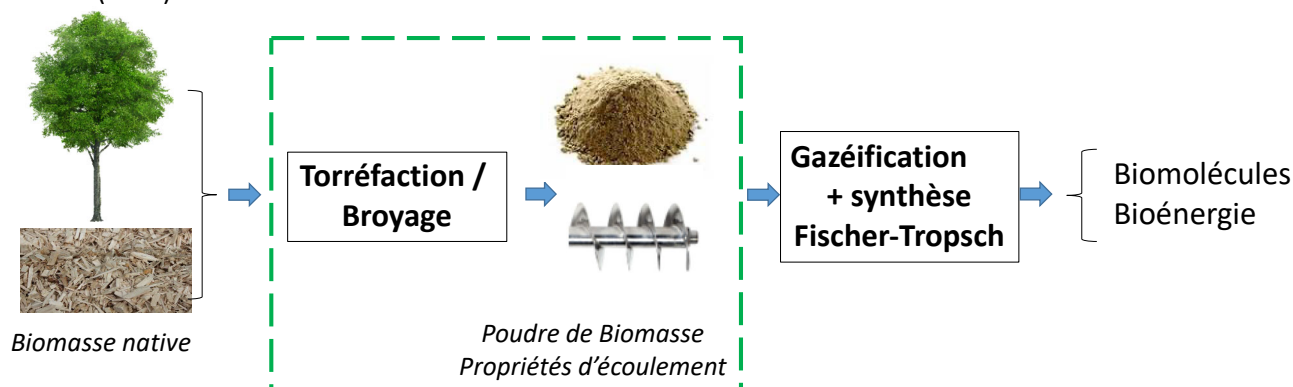 Torréfaction /
Broyage
Gazéification
+ synthèse
Fischer-Tropsch
Biomolécules
Bioénergie
Biomasse native
Poudre de Biomasse
Propriétés d'écoulement